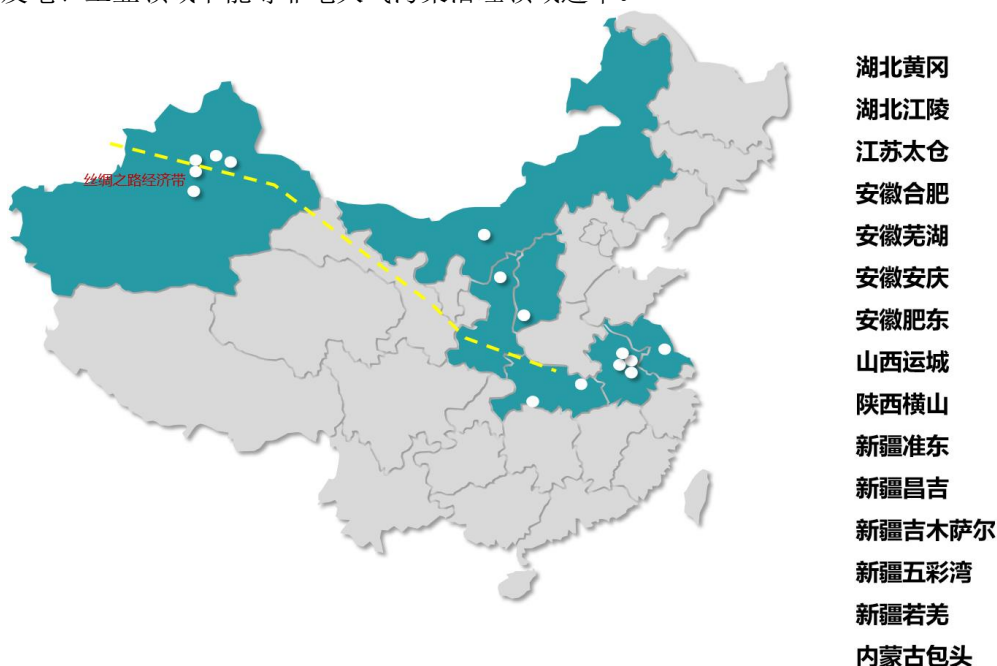 丝绸之路经济带
湖北黄冈
湖北江陵
江苏太仓
安徽合肥
安徽芜湖
安徽安庆
安徽肥东
山西运城
陕西横山
新疆准东
新疆昌吉
新疆吉木萨尔
新疆五彩湾
新疆若羌
内蒙古包头